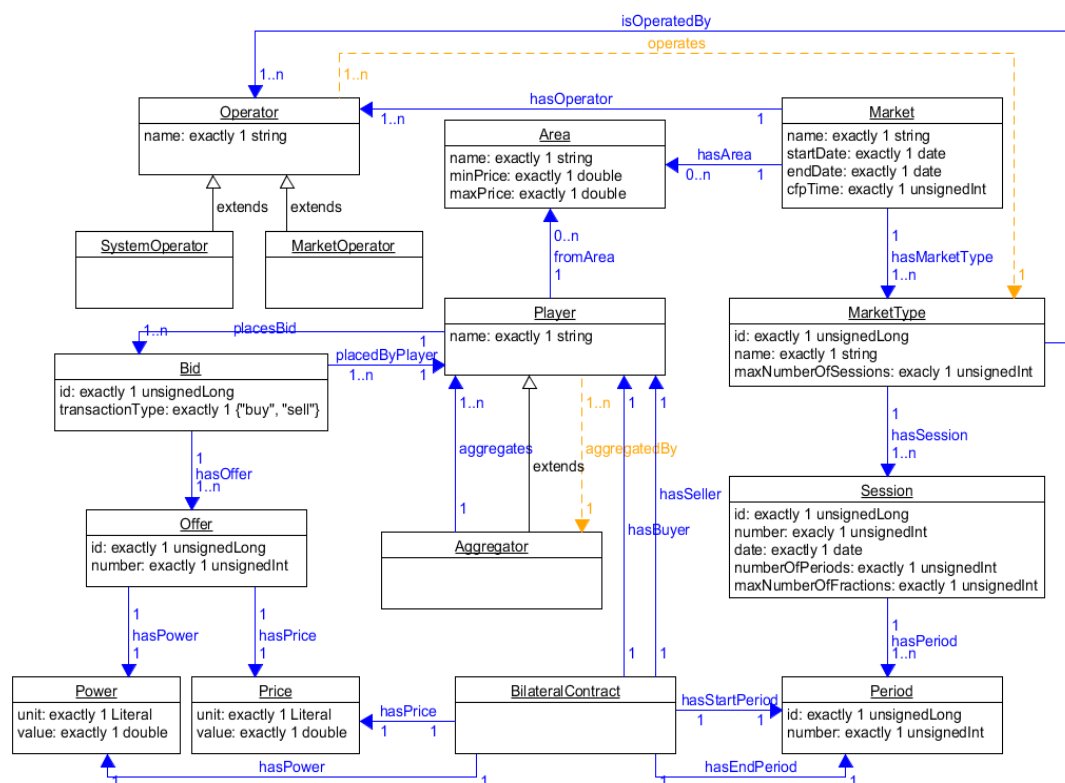 isOperatedBy
operates
1..n
1..n
Operator
name: exactly 1 string
hasOperator
1..n
1
Market
name: exactly 1 string
startDate: exactly 1 date
endDate: exactly 1 date
cfpTime: exactly 1 unsignedInt
Area
name: exactly 1 string
minPrice: exactly 1 double
maxPrice: exactly 1 double
hasArea
0..n
1
extends
extends
SystemOperator
MarketOperator
0..n
fromArea
1
1
hasMarketType
1..n
1
Player
name: exactly 1 string
MarketType
id: exactly 1 unsignedLong
name: exactly 1 string
maxNumberOfSessions: exacly 1 unsignedInt
placesBid
1..n
1
placedByPlayer
1..n
1
Bid
id: exactly 1 unsignedLong
transactionType: exactly 1 {"buy", "sell"}
1..n
1..n
1
1
1
hasSession
1..n
aggregates
aggregatedBy
extends
1
hasOffer
1..n
hasSeller
hasBuyer
1
1
Session
id: exactly 1 unsignedLong
number: exacly 1 unsignedInt
date: exactly 1 date
numberOfPeriods: exactly 1 unsignedInt
maxNumberOfFractions: exactly 1 unsignedInt
Offer
id: exactly 1 unsignedLong
number: exactly 1 unsignedInt
Aggregator
1
hasPower
1
1
hasPrice
1
1
1
1
hasPeriod
1..n
Power
unit: exactly 1 Literal
value: exactly 1 double
Price
unit: exactly 1 Literal
value: exactly 1 double
hasPrice
1
1
BilateralContract
hasStartPeriod
1
1
Period
id: exactly 1 unsignedLong
number: exactly 1 unsignedInt
hasPower
1
1
hasEndPeriod
1
1